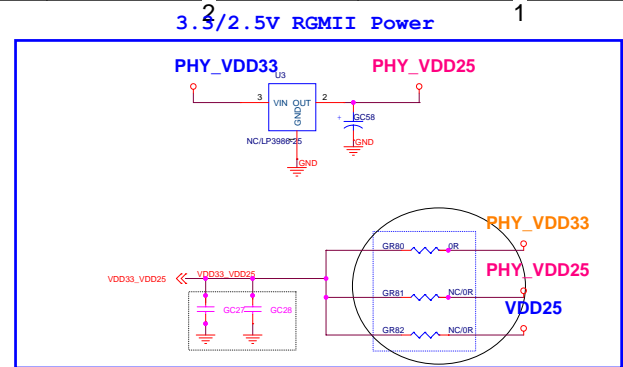 2
1
3.3/2.5V RGMII Power
PHY_VDD33
PHY_VDD25
U3
3
VIN OUT
2
GND
+
GC58
GND
NC/LP3986-25
GND
PHY_VDD33
GR80
0R
PHY_VDD25
VDD33_VDD25
VDD33_VDD25
GR81
NC/0R
VDD25
GC27
GC28
GR82
NC/0R